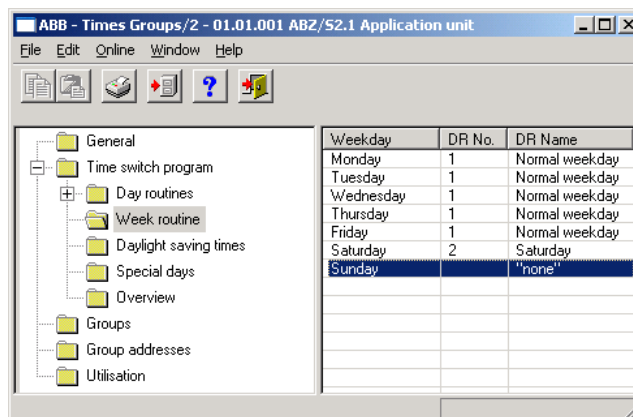 ABB - Times Groups/2 - 01.01.001 ABZ/S2.1 Application unit
File Edit Online Window Help
General
Time switch program
Day routines
Week routine
Daylight saving times
Special days
Overview
Groups
Group addresses
Utilisation
Weekday DR No. DR Name
Monday 1 Normal weekday
Tuesday 1 Normal weekday
Wednesday 1 Normal weekday
Thursday 1 Normal weekday
Friday 1 Normal weekday
Saturday 2 Saturday
Sunday "none"